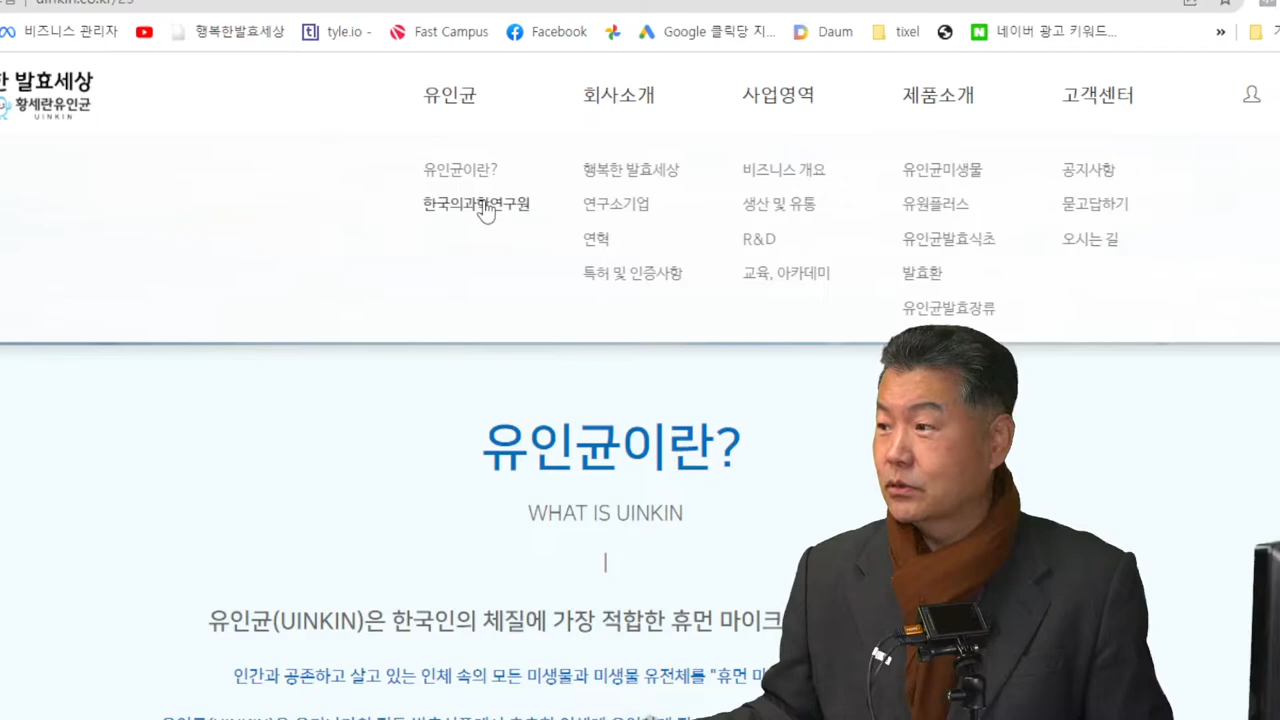 uinkin.co.kr/25
비즈니스 관리자 행복한발효세상 tyle.io - Fast Campus Facebook Google 클릭당 지... Daum tixel N 네이버 광고 키워드... »
한 발효세상
황세란유인균
UINKIN
유인균 회사소개 사업영역 제품소개 고객센터
유인균이란? 행복한 발효세상 비즈니스 개요 유인균미생물 공지사항
한국의과학연구원 연구소기업 생산 및 유통 유원플러스 묻고답하기
연혁 R&D 유인균발효식초 오시는 길
특허 및 인증사항 교육, 아카데미 발효환
유인균발효장류
유인균이란?
WHAT IS UINKIN
유인균(UINKIN)은 한국인의 체질에 가장 적합한 휴먼 마이크
인간과 공존하고 살고 있는 인체 속의 모든 미생물과 미생물 유전체를 "휴먼 미